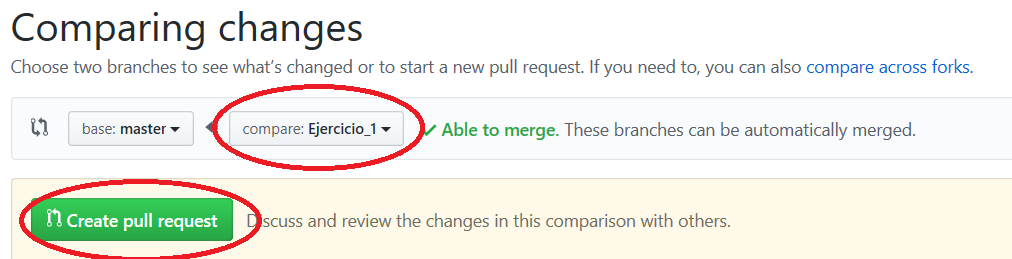 Comparing changes
Choose two branches to see what’s changed or to start a new pull request. If you need to, you can also compare across forks.
base: master compare: Ejercicio_1 Able to merge. These branches can be automatically merged.
Create pull request Discuss and review the changes in this comparison with others.